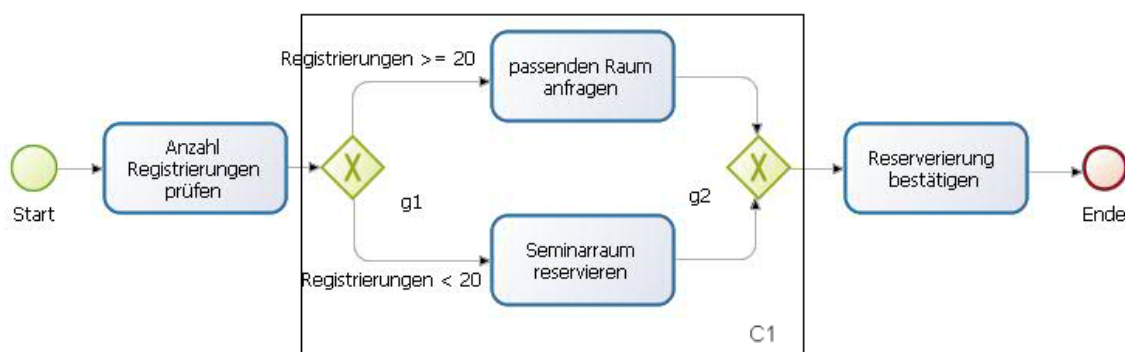 Start
Anzahl
Registrierungen
prüfen
Registrierungen >= 20
X
g1
Registrierungen < 20
passenden Raum
anfragen
Seminarraum
reservieren
X
g2
C1
Reserverierung
bestätigen
Ende